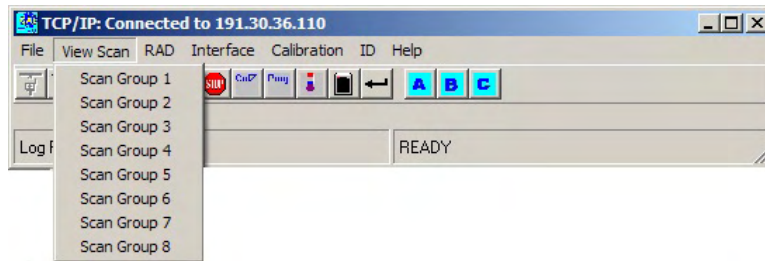 TCP/IP: Connected to 191.30.36.110
File View Scan RAD Interface Calibration ID Help
Scan Group 1
STOP A B C
Scan Group 2
Scan Group 3
Log READY
Scan Group 4
Scan Group 5
Scan Group 6
Scan Group 7
Scan Group 8